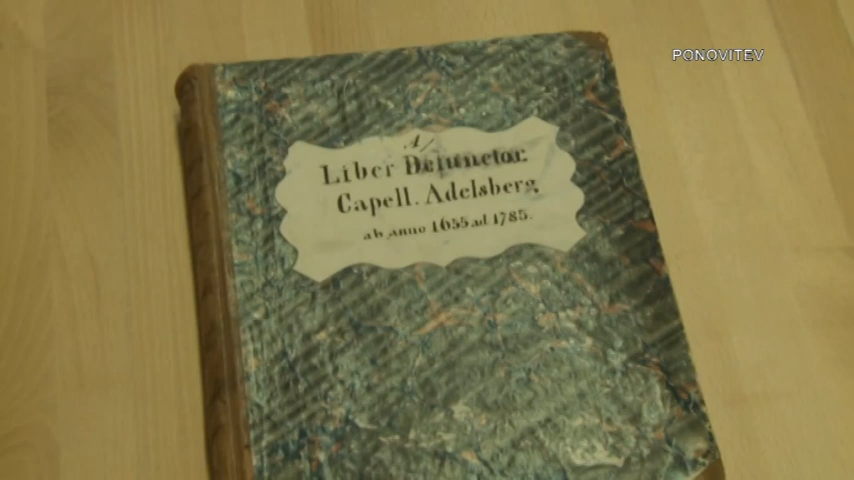 PONOVITEV
A/
Liber Defunctor.
Capell. Adelsberg
ab anno 1655 ad 1785.